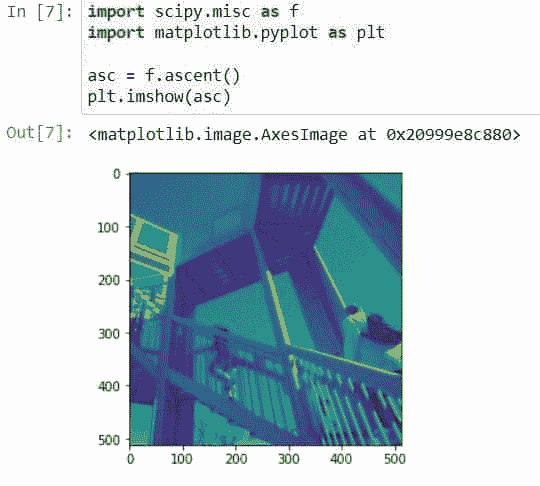 In [7]: import scipy.misc as f
import matplotlib.pyplot as plt
asc = f.ascent()
plt.imshow(asc)
Out[7]: <matplotlib.image.AxesImage at 0x20999e8c880>
0
100
200
300
400
500
0 100 200 300 400 500